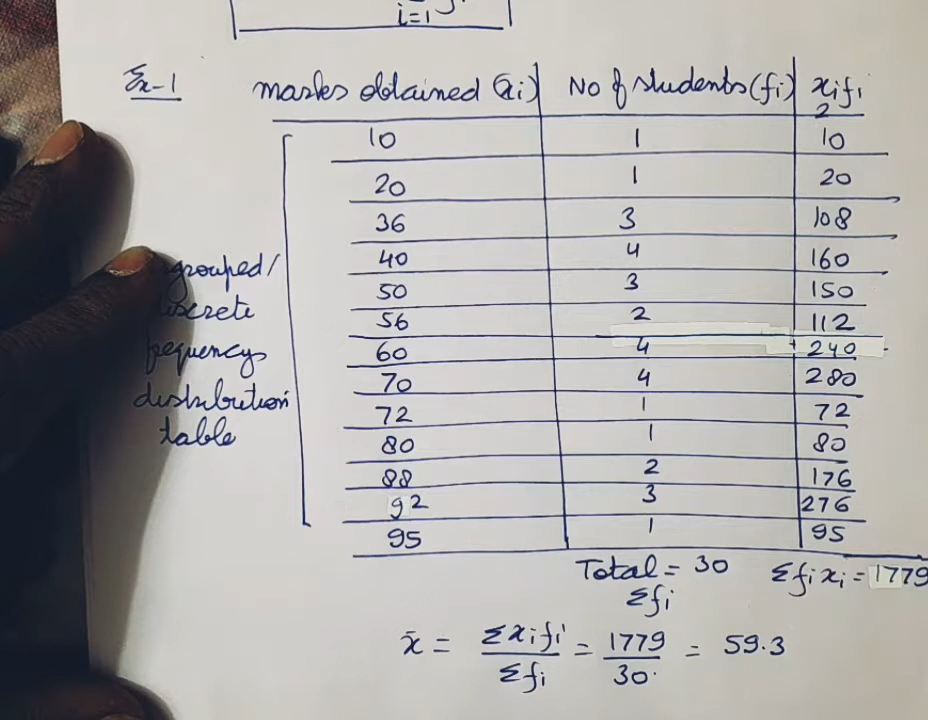 i=1
Ex-1 marks obtained (xi) No of students (fi) xifi
2
10 1 10
20 1 20
36 3 108
40 4 160
50 3 150
56 2 112
60 4 240
70 4 280
72 1 72
80 1 80
88 2 176
92 3 276
95 1 95
grouped/
discrete
frequency
distribution
table
Total = 30 Σfixi = 1779
Σfi
x̄ = Σxifi / Σfi = 1779 / 30. = 59.3